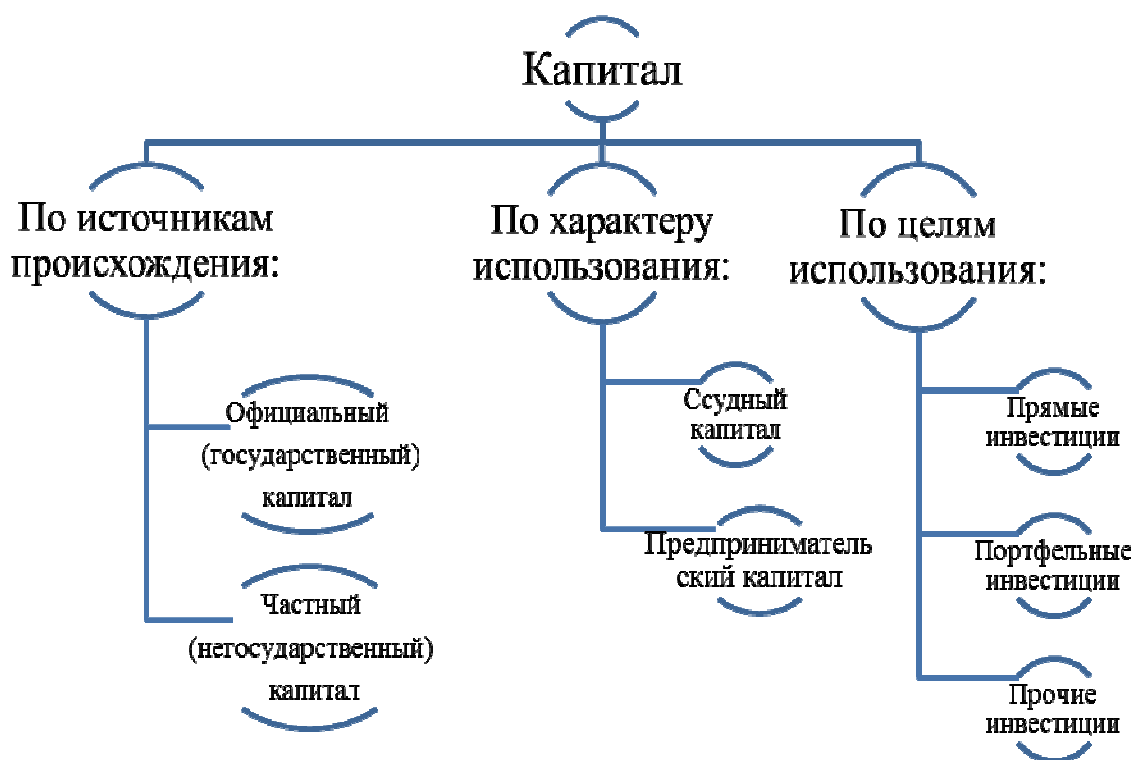 Капитал
По источникам
происхождения:
Официальный
(государственный)
капитал
Частный
(негосударственный)
капитал
По характеру
использования:
Ссудный
капитал
Предприниматель
ский капитал
По целям
использования:
Прямые
инвестиции
Портфельные
инвестиции
Прочие
инвестиции